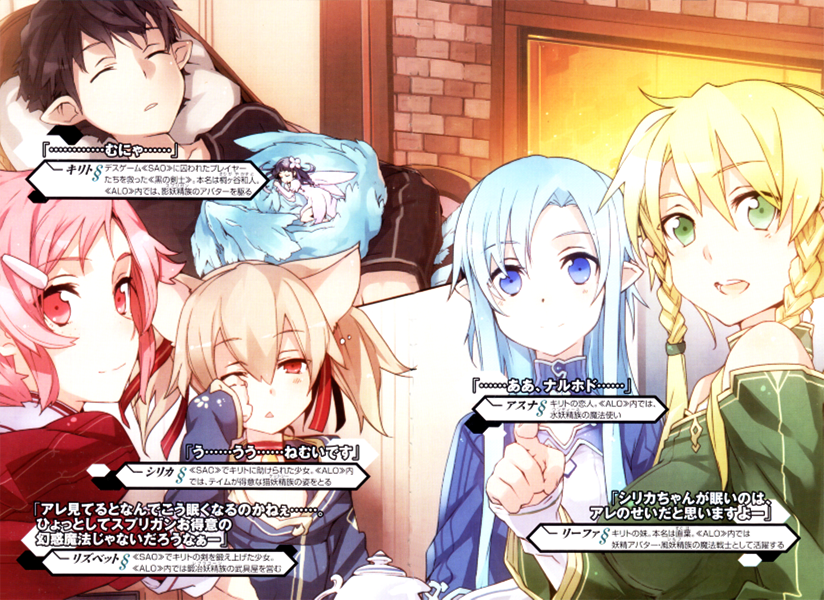 「…………むにゃ……」
キリト§デスゲーム≪SAO≫に囚われたプレイヤー
たちを救った≪黒の剣士≫。本名は桐ヶ谷和人。
≪ALO≫内では、影妖精族のアバターを駆る
「……ああ、ナルホド……」
アスナ§キリトの恋人。≪ALO≫内では、
水妖精族の魔法使い
「う……うう……ねむいです」
シリカ§≪SAO≫でキリトに助けられた少女。≪ALO≫内
では、テイムが得意な猫妖精族の姿をとる
「アレ見てるとなんでこう眠くなるのかねぇ……。
ひょっとしてスプリガンお得意の
幻惑魔法じゃないだろうなぁー」
リズベット§≪SAO≫でキリトの剣を鍛え上げた少女。
≪ALO≫内では鍛冶妖精族の武具屋を営む
「シリカちゃんが眠いのは、
アレのせいだと思いますよー」
リーファ§キリトの妹。本名は直葉。≪ALO≫内では
妖精アバター・風妖精族の魔法戦士として活躍する